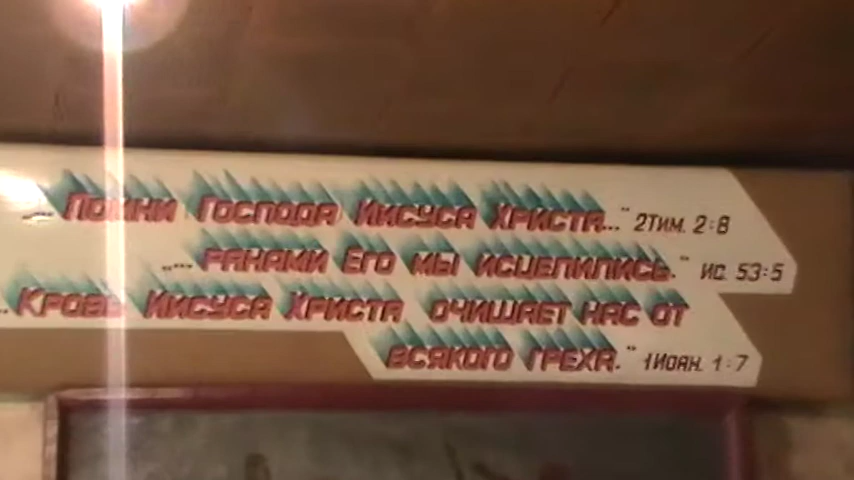 „...Помни Господа Иисуса Христа...“ 2Тим. 2:8
„...ранами Его мы исцелились.“ Ис. 53:5
...Кровь Иисуса Христа очищает нас от
всякого греха.“ 1Иоан. 1:7